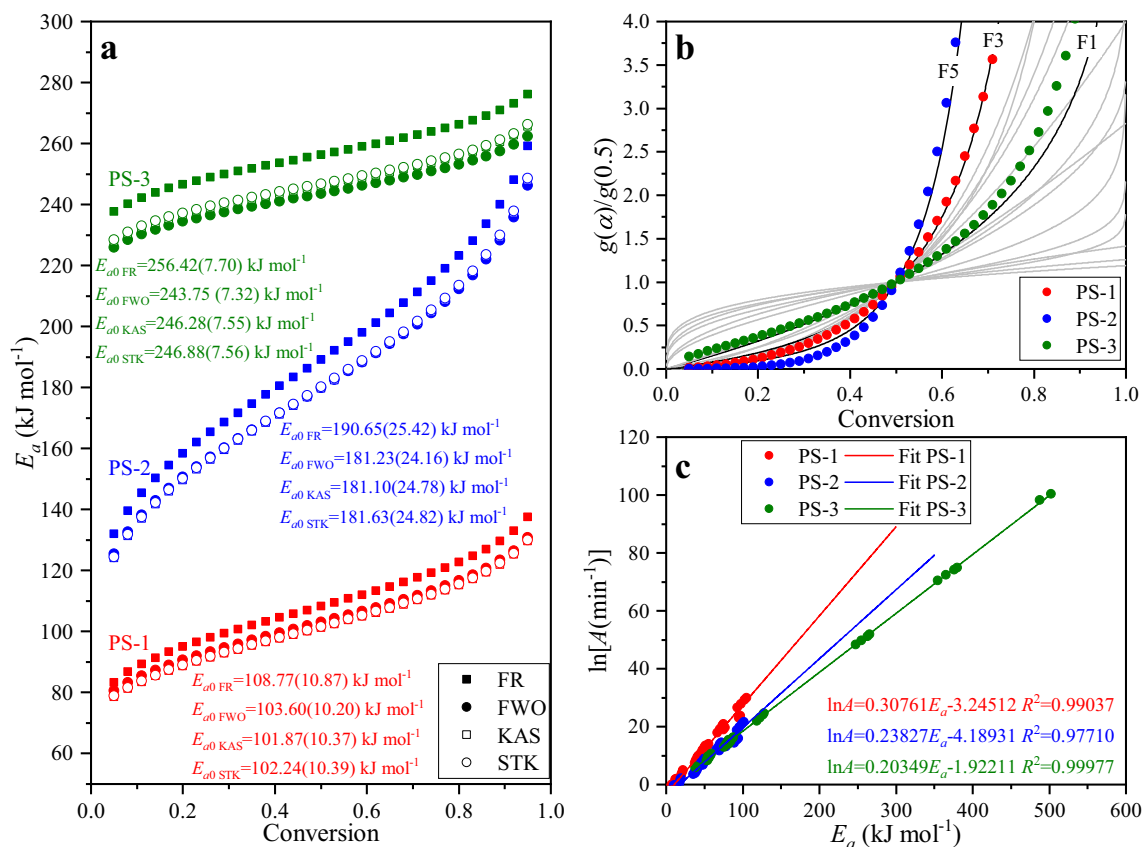 a
300
280
260
240
220
200
180
160
140
120
100
80
60
E_a (kJ mol⁻¹)
PS-3
E_a0 FR=256.42(7.70) kJ mol⁻¹
E_a0 FWO=243.75 (7.32) kJ mol⁻¹
E_a0 KAS=246.28(7.55) kJ mol⁻¹
E_a0 STK=246.88(7.56) kJ mol⁻¹
PS-2
E_a0 FR=190.65(25.42) kJ mol⁻¹
E_a0 FWO=181.23(24.16) kJ mol⁻¹
E_a0 KAS=181.10(24.78) kJ mol⁻¹
E_a0 STK=181.63(24.82) kJ mol⁻¹
PS-1
E_a0 FR=108.77(10.87) kJ mol⁻¹
E_a0 FWO=103.60(10.20) kJ mol⁻¹
E_a0 KAS=101.87(10.37) kJ mol⁻¹
E_a0 STK=102.24(10.39) kJ mol⁻¹
FR
FWO
KAS
STK
0.0 0.2 0.4 0.6 0.8 1.0
Conversion
b
4.0
3.5
3.0
2.5
2.0
1.5
1.0
0.5
0.0
g(α)/g(0.5)
F5
F3
F1
PS-1
PS-2
PS-3
0.0 0.2 0.4 0.6 0.8 1.0
Conversion
c
120
100
80
60
40
20
0
ln[A(min⁻¹)]
PS-1 Fit PS-1
PS-2 Fit PS-2
PS-3 Fit PS-3
lnA=0.30761E_a-3.24512 R²=0.99037
lnA=0.23827E_a-4.18931 R²=0.97710
lnA=0.20349E_a-1.92211 R²=0.99977
0 100 200 300 400 500 600
E_a (kJ mol⁻¹)